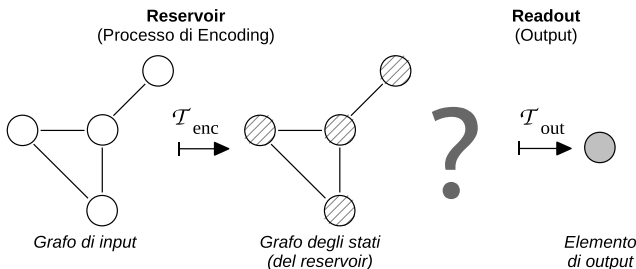 Reservoir
(Processo di Encoding)
Readout
(Output)
𝒯 enc
?
𝒯 out
Grafo di input
Grafo degli stati
(del reservoir)
Elemento
di output